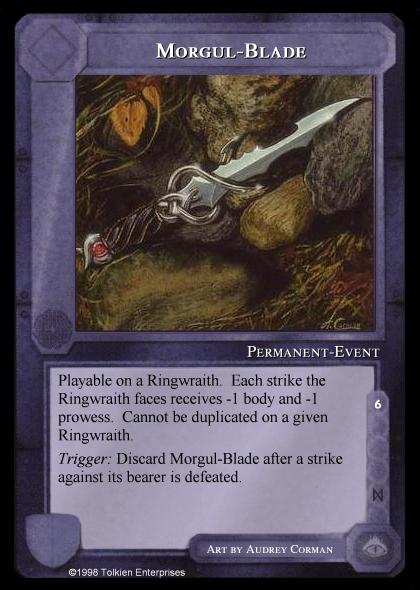 Morgul-Blade
A. Corman
Permanent-Event
Playable on a Ringwraith. Each strike the
Ringwraith faces receives -1 body and -1
prowess. Cannot be duplicated on a given
Ringwraith.
6
Trigger: Discard Morgul-Blade after a strike
against its bearer is defeated.
Art by Audrey Corman
©1998 Tolkien Enterprises